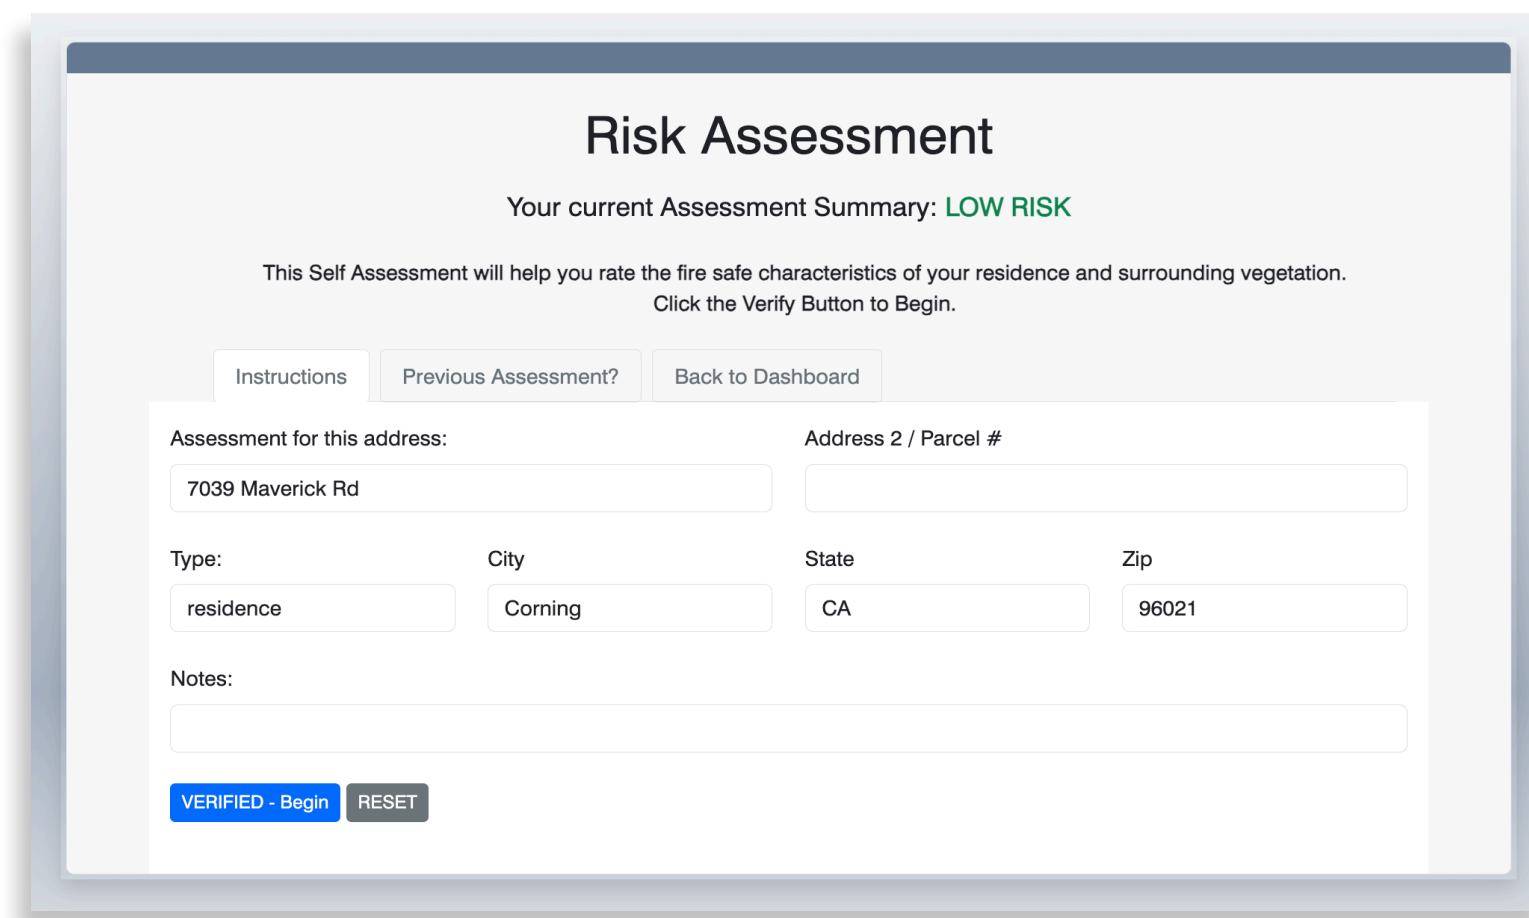 Risk Assessment
Your current Assessment Summary: LOW RISK
This Self Assessment will help you rate the fire safe characteristics of your residence and surrounding vegetation.
Click the Verify Button to Begin.
Instructions Previous Assessment? Back to Dashboard
Assessment for this address: Address 2 / Parcel #
7039 Maverick Rd
Type: City State Zip
residence Corning CA 96021
Notes:
VERIFIED - Begin RESET